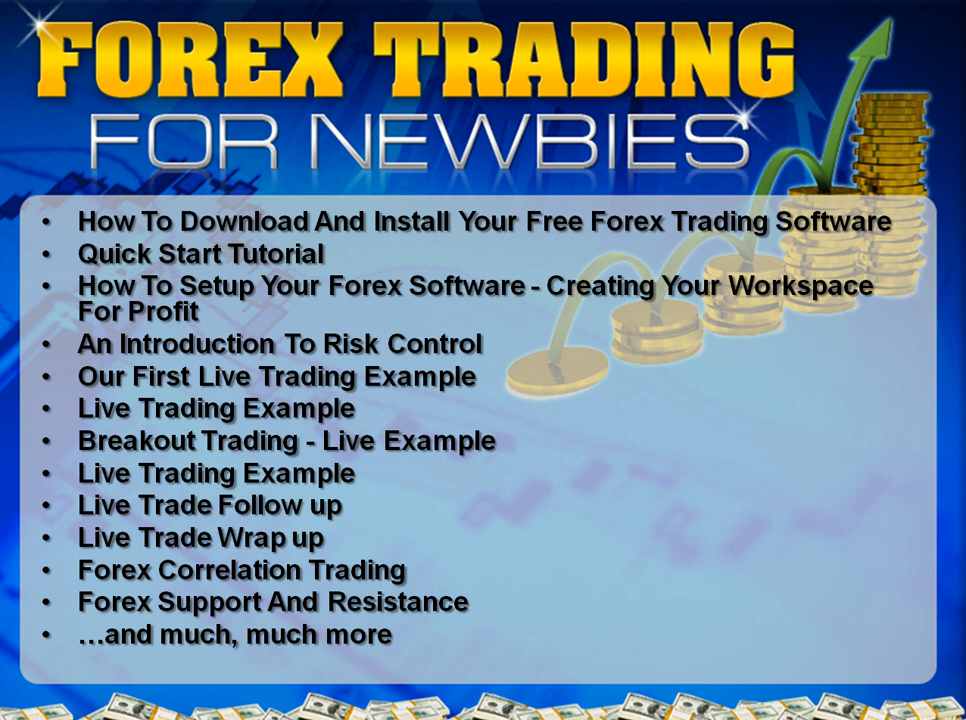 FOREX TRADING
FOR NEWBIES
• How To Download And Install Your Free Forex Trading Software
• Quick Start Tutorial
• How To Setup Your Forex Software - Creating Your Workspace
For Profit
• An Introduction To Risk Control
• Our First Live Trading Example
• Live Trading Example
• Breakout Trading - Live Example
• Live Trading Example
• Live Trade Follow up
• Live Trade Wrap up
• Forex Correlation Trading
• Forex Support And Resistance
• …and much, much more